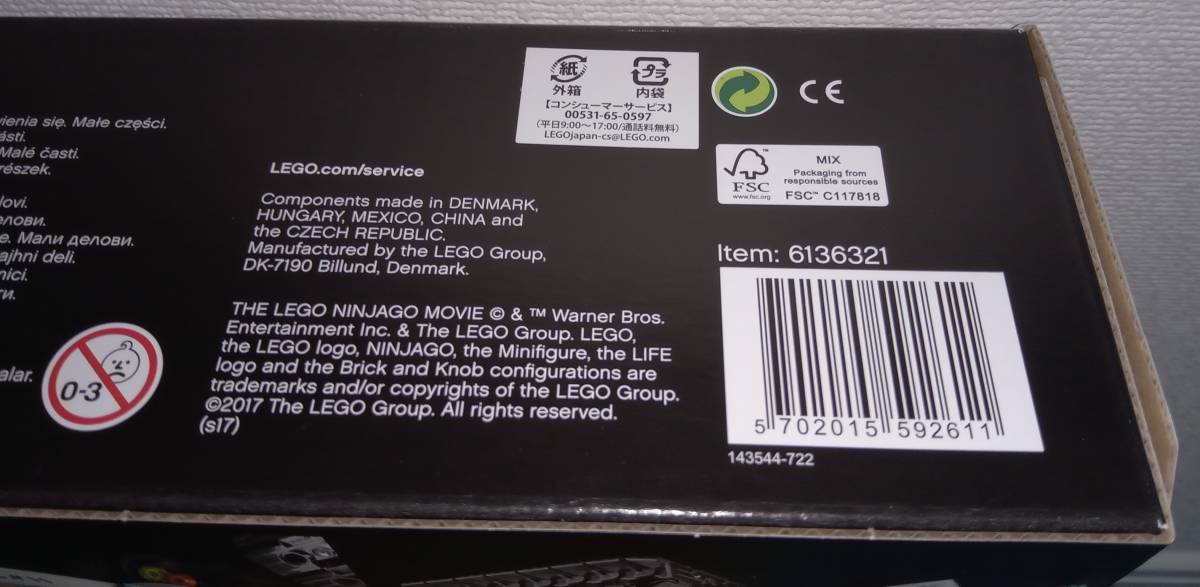 ienia się. Małe części.
ásti.
Malé časti.
részek.
lovi.
елови.
e. Мали делови.
ajhni deli.
nici.
ти.
alar.
0-3
LEGO.com/service
Components made in DENMARK,
HUNGARY, MEXICO, CHINA and
the CZECH REPUBLIC.
Manufactured by the LEGO Group,
DK-7190 Billund, Denmark.
THE LEGO NINJAGO MOVIE © & ™ Warner Bros.
Entertainment Inc. & The LEGO Group. LEGO,
the LEGO logo, NINJAGO, the Minifigure, the LIFE
logo and the Brick and Knob configurations are
trademarks and/or copyrights of the LEGO Group.
©2017 The LEGO Group. All rights reserved.
(s17)
紙 プラ
外箱 内袋
【コンシューマーサービス】
00531-65-0597
(平日9:00～17:00/通話料無料)
LEGOjapan-cs@LEGO.com
CE
FSC™
www.fsc.org
MIX
Packaging from
responsible sources
FSC™ C117818
Item: 6136321
5 702015 592611
143544-722